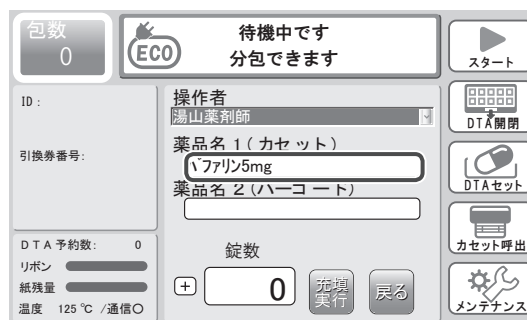 包数
0
ECO
待機中です
分包できます
スタート
ID :
引換券番号:
操作者
湯山薬剤師
薬品名 1 ( カセット )
バファリン5mg
薬品名 2 (バーコード)
錠数
+
0
充填
実行
戻る
DTA 予約数: 0
リボン
紙残量
温度 125 ℃ /通信○
DTA開閉
DTAセット
カセット呼出
メンテナンス